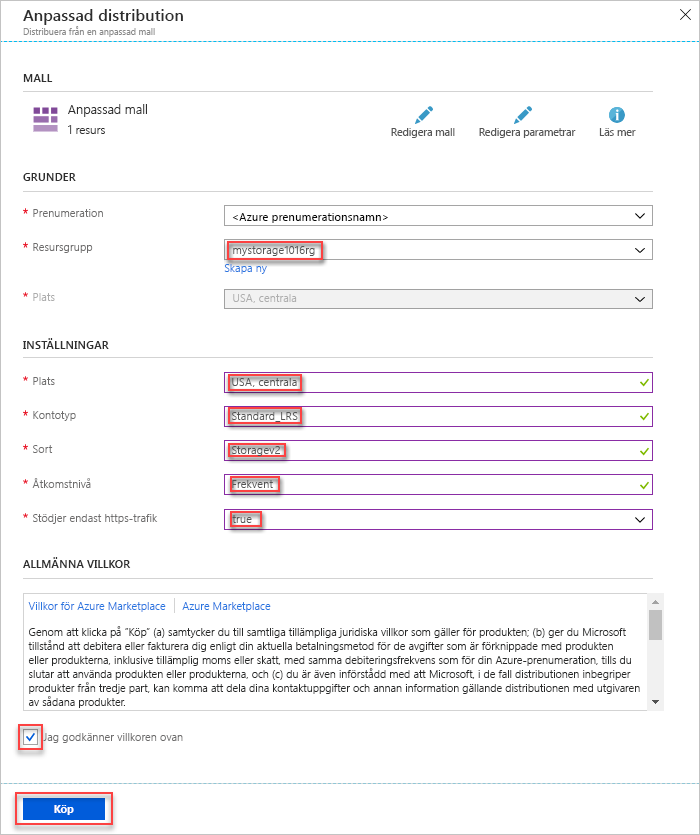 Anpassad distribution
Distribuera från en anpassad mall
MALL
Anpassad mall
1 resurs
Redigera mall
Redigera parametrar
Läs mer
GRUNDER
* Prenumeration
<Azure prenumerationsnamn>
* Resursgrupp
mystorage1016rg
Skapa ny
* Plats
USA, centrala
INSTÄLLNINGAR
* Plats
USA, centrala
* Kontotyp
Standard_LRS
* Sort
Storagev2
* Åtkomstnivå
Frekvent
* Stödjer endast https-trafik
true
ALLMÄNNA VILLKOR
Villkor för Azure Marketplace | Azure Marketplace
Genom att klicka på "Köp" (a) samtycker du till samtliga tillämpliga juridiska villkor som gäller för produkten; (b) ger du Microsoft
tillstånd att debitera eller fakturera dig enligt din aktuella betalningsmetod för de avgifter som är förknippade med produkten
eller produkterna, inklusive tillämplig moms eller skatt, med samma debiteringsfrekvens som för din Azure-prenumeration, tills du
slutar att använda produkten eller produkterna, och (c) du är även införstådd med att Microsoft, i de fall distributionen inbegriper
produkter från tredje part, kan komma att dela dina kontaktuppgifter och annan information gällande distributionen med utgivaren
av sådana produkter.
Jag godkänner villkoren ovan
Köp